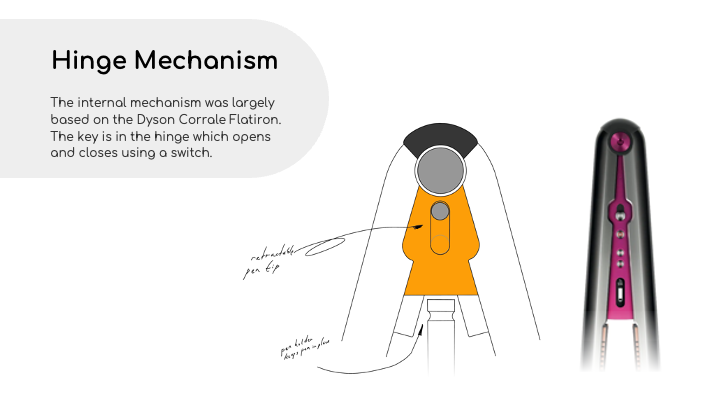 Hinge Mechanism
The internal mechanism was largely
based on the Dyson Corrale Flatiron.
The key is in the hinge which opens
and closes using a switch.
retractable
pen tip
pen holder
keeps pen in place